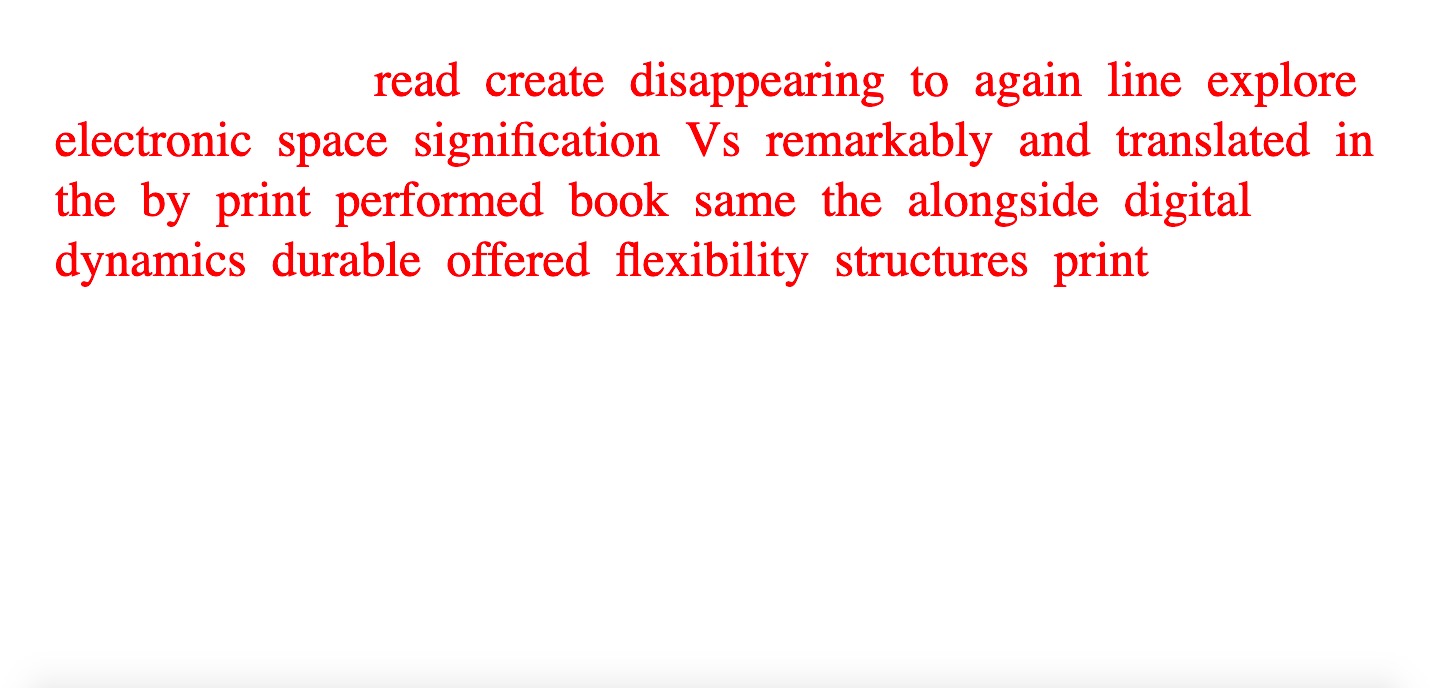 read create disappearing to again line explore
electronic space signification Vs remarkably and translated in
the by print performed book same the alongside digital
dynamics durable offered flexibility structures print